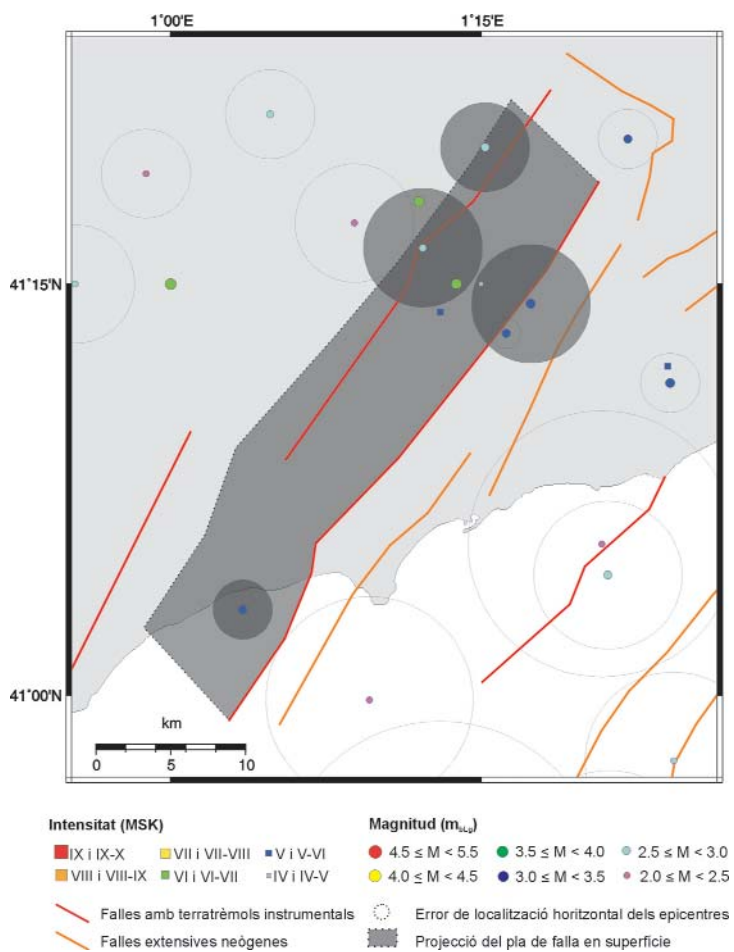 1°00'E 1°15'E
41°15'N
41°00'N
km
0 5 10
Intensitat (MSK)
IX i IX-X VII i VII-VIII V i V-VI
VIII i VIII-IX VI i VI-VII IV i IV-V
Magnitud (mbLg)
4.5 ≤ M < 5.5 3.5 ≤ M < 4.0 2.5 ≤ M < 3.0
4.0 ≤ M < 4.5 3.0 ≤ M < 3.5 2.0 ≤ M < 2.5
Falles amb terratrèmols instrumentals
Falles extensives neògenes
Error de localització horitzontal dels epicentres
Projecció del pla de falla en superfície